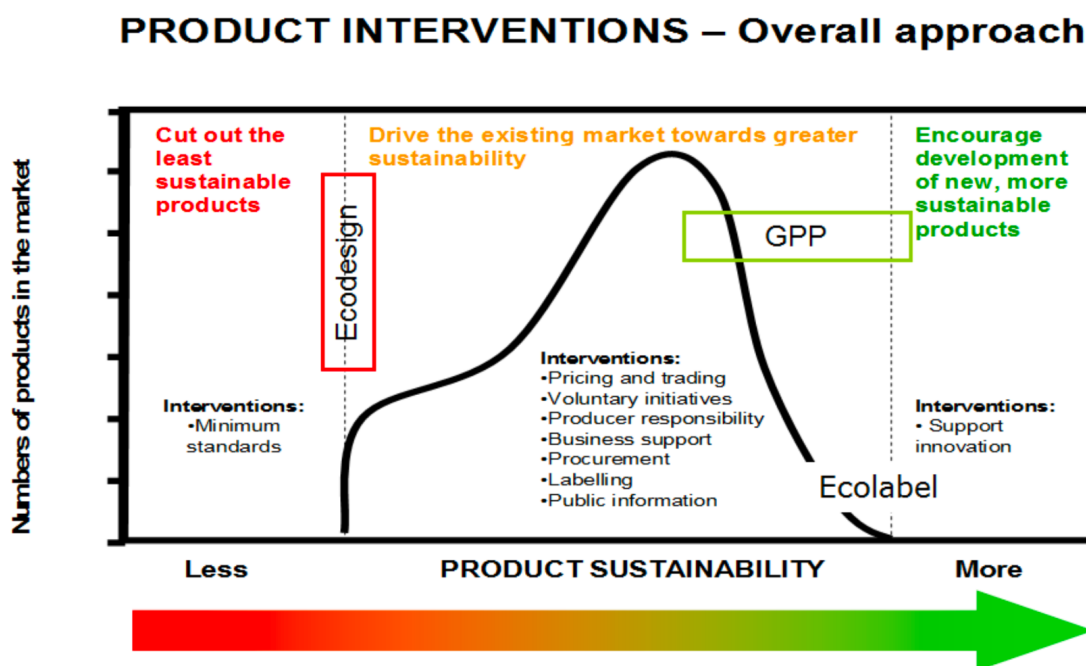 PRODUCT INTERVENTIONS – Overall approach
Numbers of products in the market
Cut out the
least
sustainable
products
Ecodesign
Interventions:
•Minimum
standards
Drive the existing market towards greater
sustainability
GPP
Interventions:
•Pricing and trading
•Voluntary initiatives
•Producer responsibility
•Business support
•Procurement
•Labelling
•Public information
Encourage
development
of new, more
sustainable
products
Interventions:
• Support
innovation
Ecolabel
Less
PRODUCT SUSTAINABILITY
More